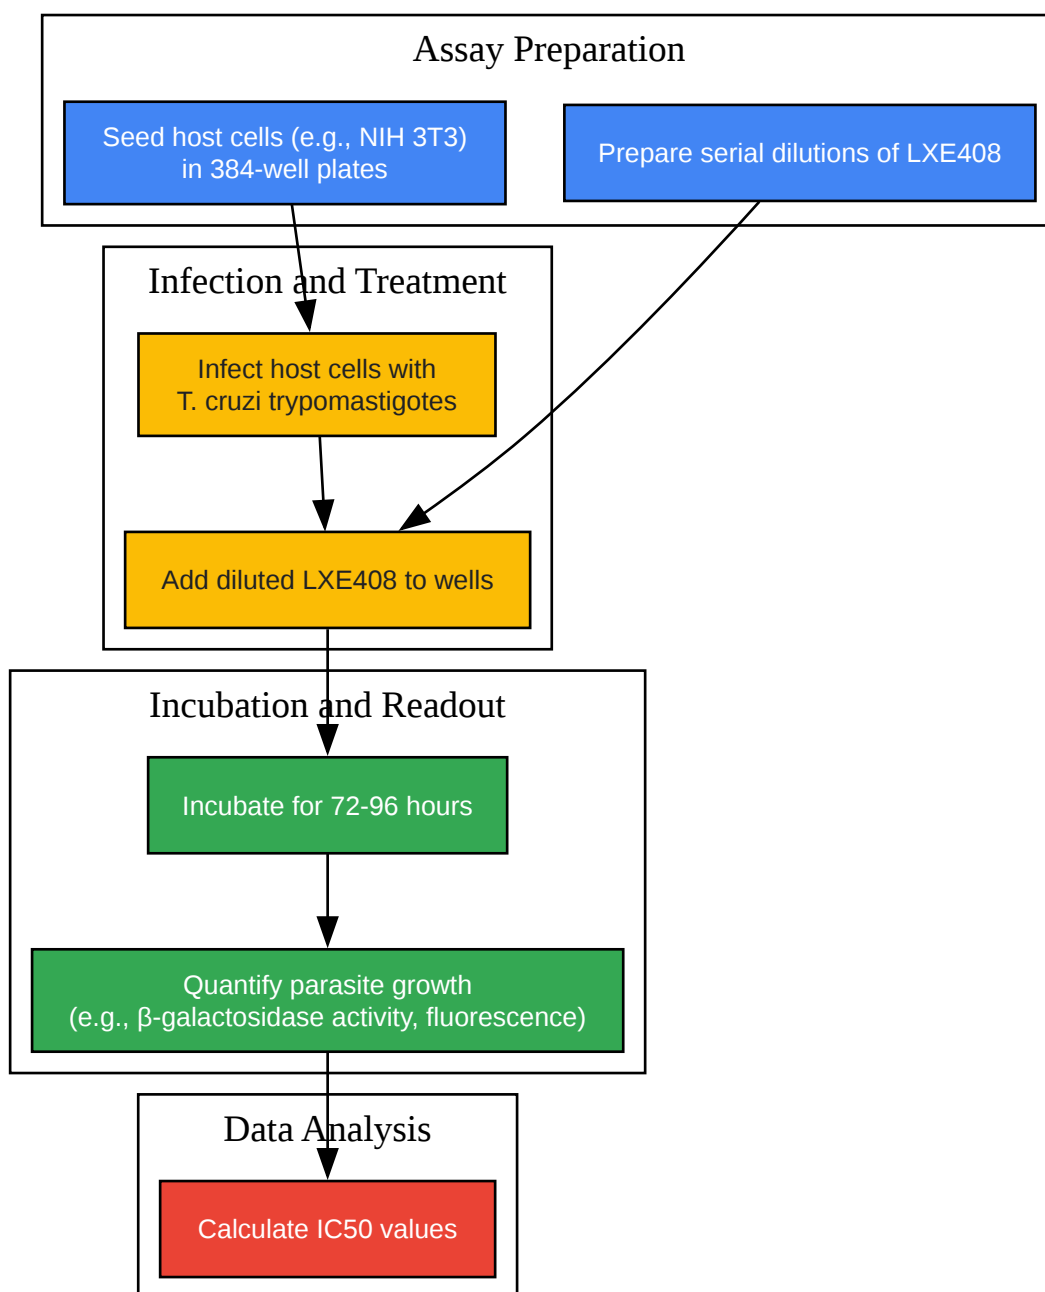 Assay Preparation
Seed host cells (e.g., NIH 3T3)
in 384-well plates
Prepare serial dilutions of LXE408
Infection and Treatment
Infect host cells with
T. cruzi trypomastigotes
Add diluted LXE408 to wells
Incubation and Readout
Incubate for 72-96 hours
Quantify parasite growth
(e.g., β-galactosidase activity, fluorescence)
Data Analysis
Calculate IC50 values